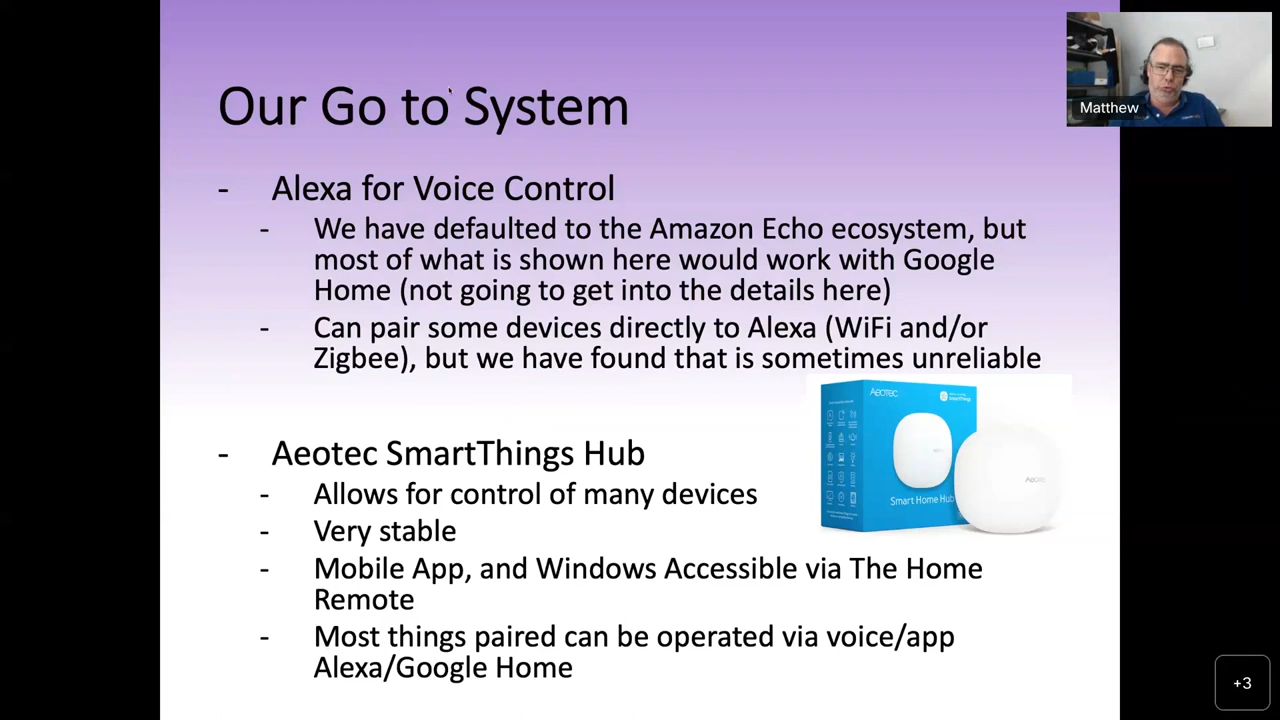 Our Go to System
Matthew
- Alexa for Voice Control
- We have defaulted to the Amazon Echo ecosystem, but
most of what is shown here would work with Google
Home (not going to get into the details here)
- Can pair some devices directly to Alexa (WiFi and/or
Zigbee), but we have found that is sometimes unreliable
AEOTEC
SmartThings
Smart Home Hub
AEOTEC
- Aeotec SmartThings Hub
- Allows for control of many devices
- Very stable
- Mobile App, and Windows Accessible via The Home
Remote
- Most things paired can be operated via voice/app
Alexa/Google Home
+3